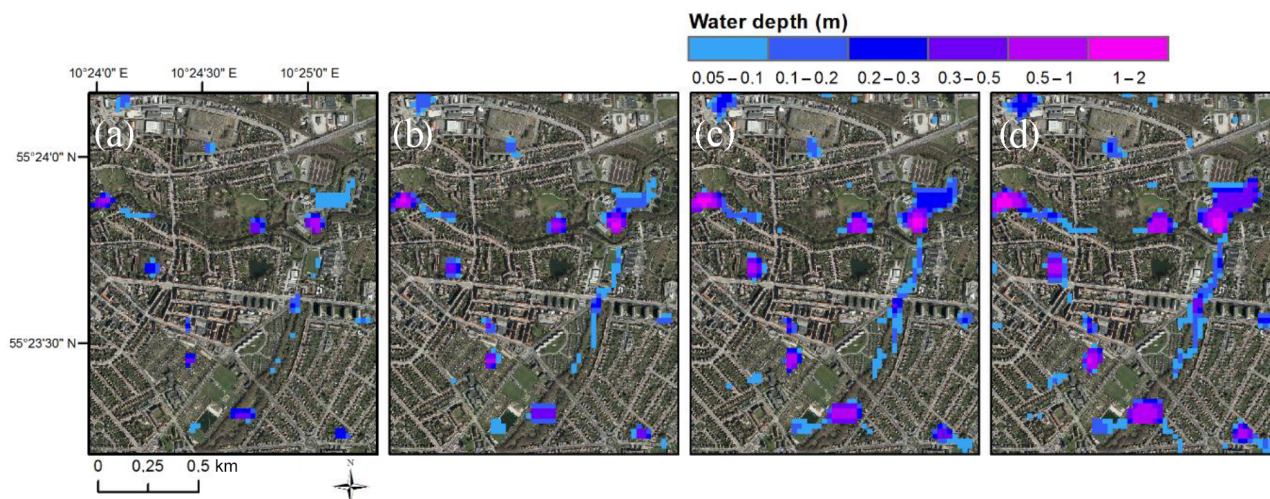 Water depth (m)
0.05–0.1 0.1–0.2 0.2–0.3 0.3–0.5 0.5–1 1–2
10°24'0" E 10°24'30"E 10°25'0" E
(a) (b) (c) (d)
55°24'0" N
55°23'30" N
0 0.25 0.5 km
N